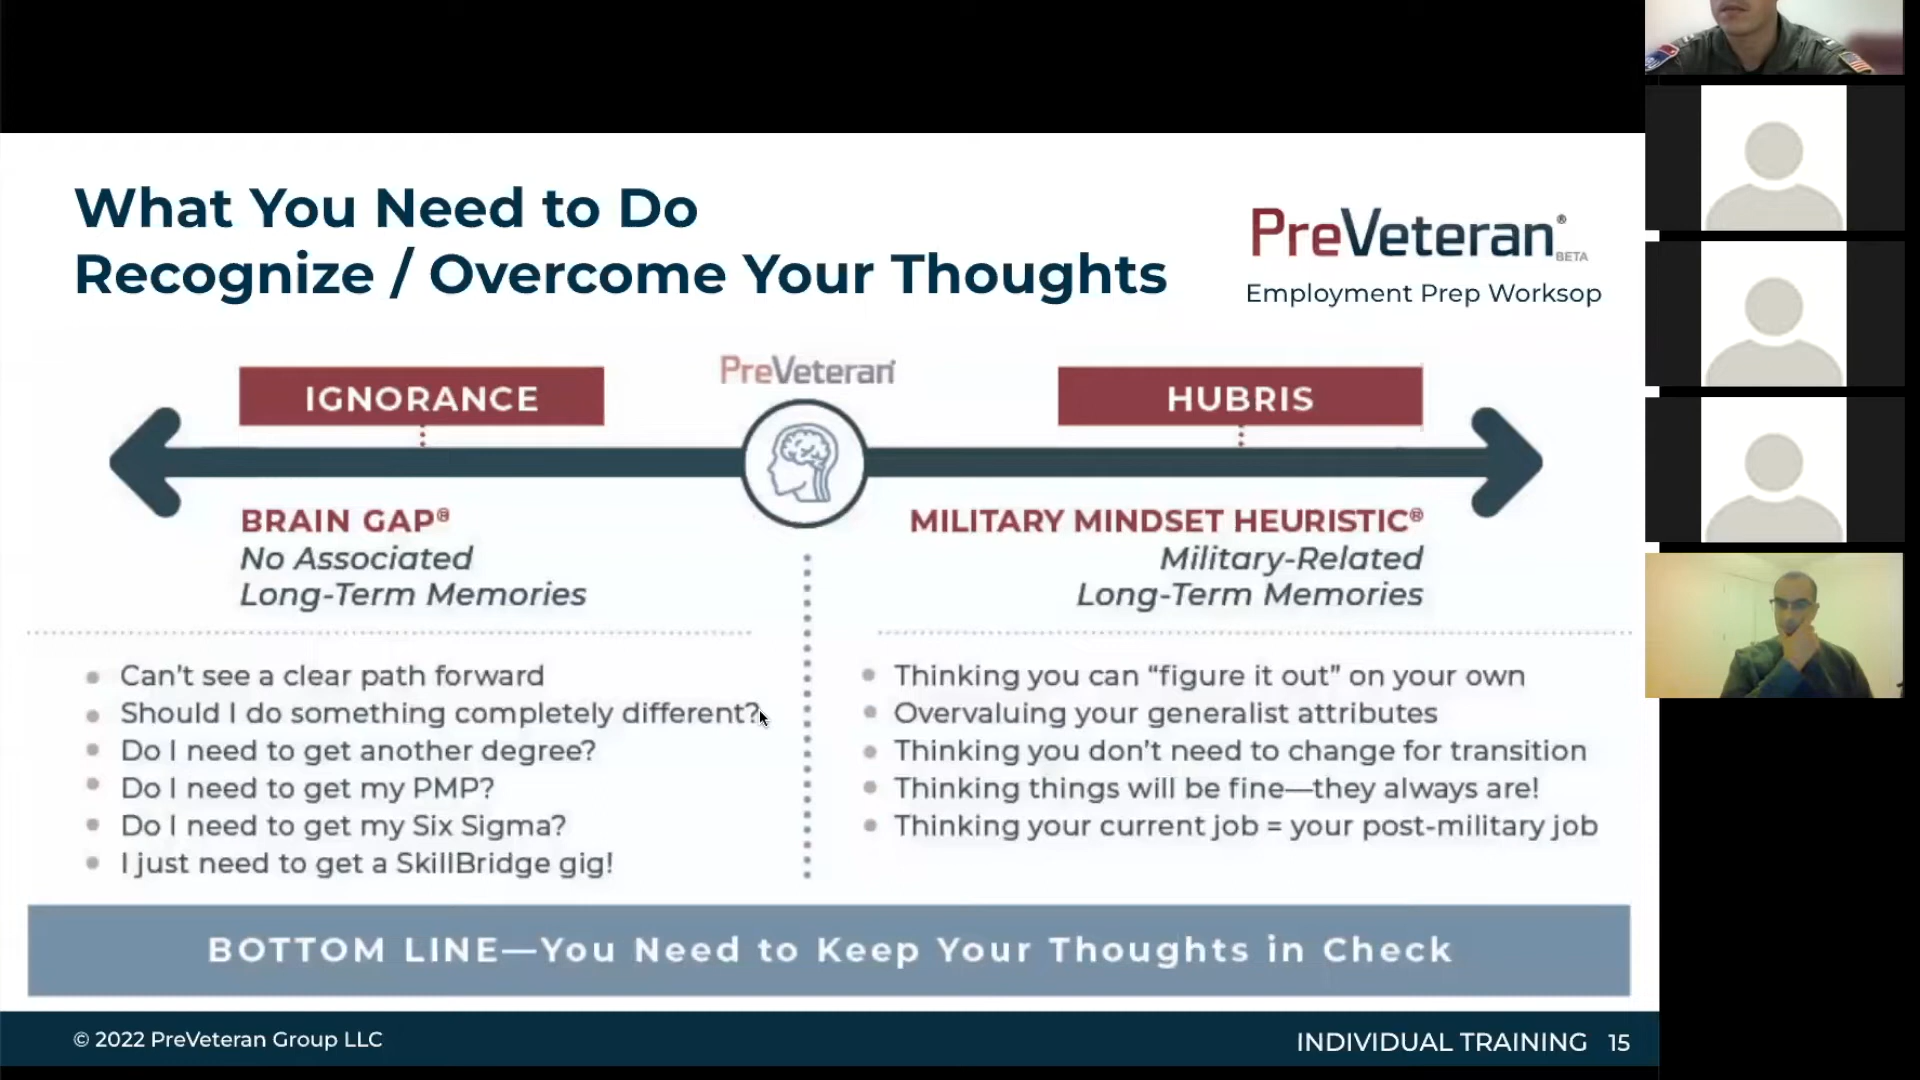 What You Need to Do
Recognize / Overcome Your Thoughts
PreVeteran®
BETA
Employment Prep Worksop
PreVeteran
IGNORANCE
HUBRIS
BRAIN GAP®
No Associated
Long-Term Memories
MILITARY MINDSET HEURISTIC®
Military-Related
Long-Term Memories
Can't see a clear path forward
Should I do something completely different?
Do I need to get another degree?
Do I need to get my PMP?
Do I need to get my Six Sigma?
I just need to get a SkillBridge gig!
Thinking you can “figure it out” on your own
Overvaluing your generalist attributes
Thinking you don't need to change for transition
Thinking things will be fine—they always are!
Thinking your current job = your post-military job
BOTTOM LINE—You Need to Keep Your Thoughts in Check
© 2022 PreVeteran Group LLC
INDIVIDUAL TRAINING 15